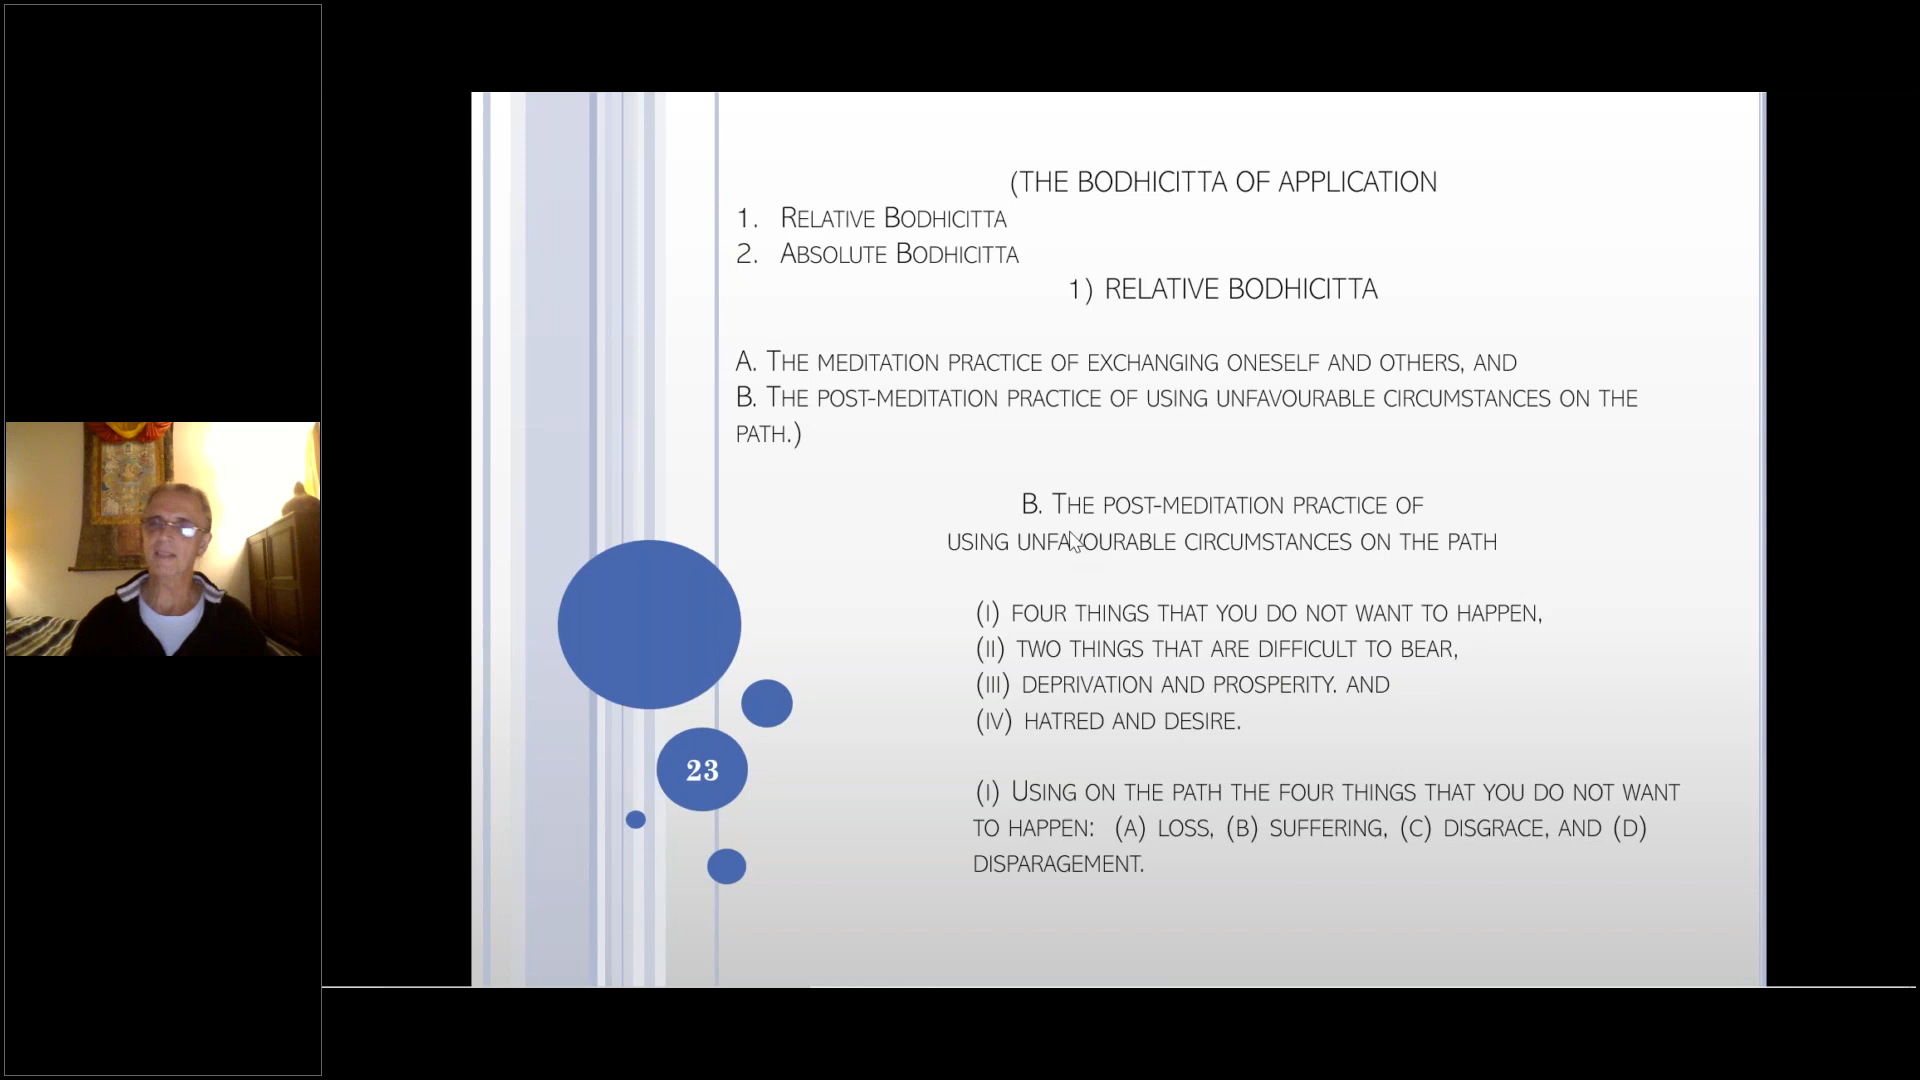 (THE BODHICITTA OF APPLICATION
1. RELATIVE BODHICITTA
2. ABSOLUTE BODHICITTA
1) RELATIVE BODHICITTA
A. THE MEDITATION PRACTICE OF EXCHANGING ONESELF AND OTHERS, AND
B. THE POST-MEDITATION PRACTICE OF USING UNFAVOURABLE CIRCUMSTANCES ON THE
PATH.)
B. THE POST-MEDITATION PRACTICE OF
USING UNFAVOURABLE CIRCUMSTANCES ON THE PATH
(I) FOUR THINGS THAT YOU DO NOT WANT TO HAPPEN,
(II) TWO THINGS THAT ARE DIFFICULT TO BEAR,
(III) DEPRIVATION AND PROSPERITY. AND
(IV) HATRED AND DESIRE.
23
(I) USING ON THE PATH THE FOUR THINGS THAT YOU DO NOT WANT
TO HAPPEN: (A) LOSS, (B) SUFFERING, (C) DISGRACE, AND (D)
DISPARAGEMENT.